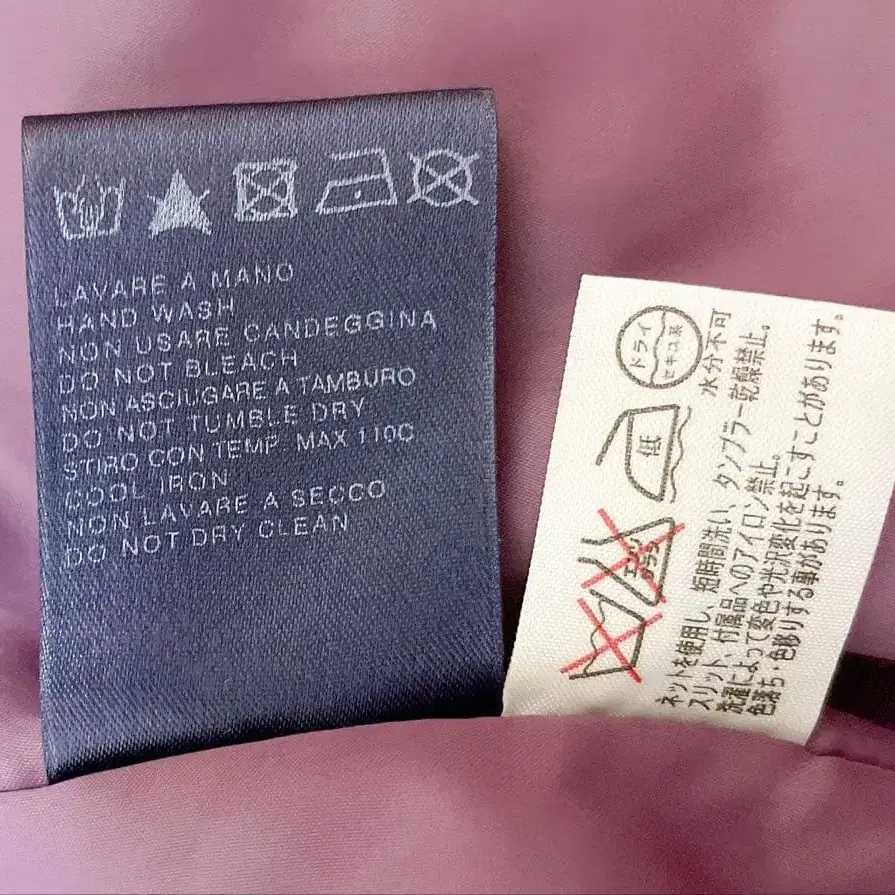 LAVARE A MANO
HAND WASH
NON USARE CANDEGGINA
DO NOT BLEACH
NON ASCIUGARE A TAMBURO
DO NOT TUMBLE DRY
STIRO CON TEMP. MAX 110C
COOL IRON
NON LAVARE A SECCO
DO NOT DRY CLEAN
エンソ
サラシ
低
ドライ
セキユ系
水分不可
ネットを使用し、短時間洗い、タンブラー乾燥禁止。
スリット、付属品へのアイロン禁止。
洗濯によって変色や光沢変化を起こすことがあります。
色落ち・色移りする事があります。